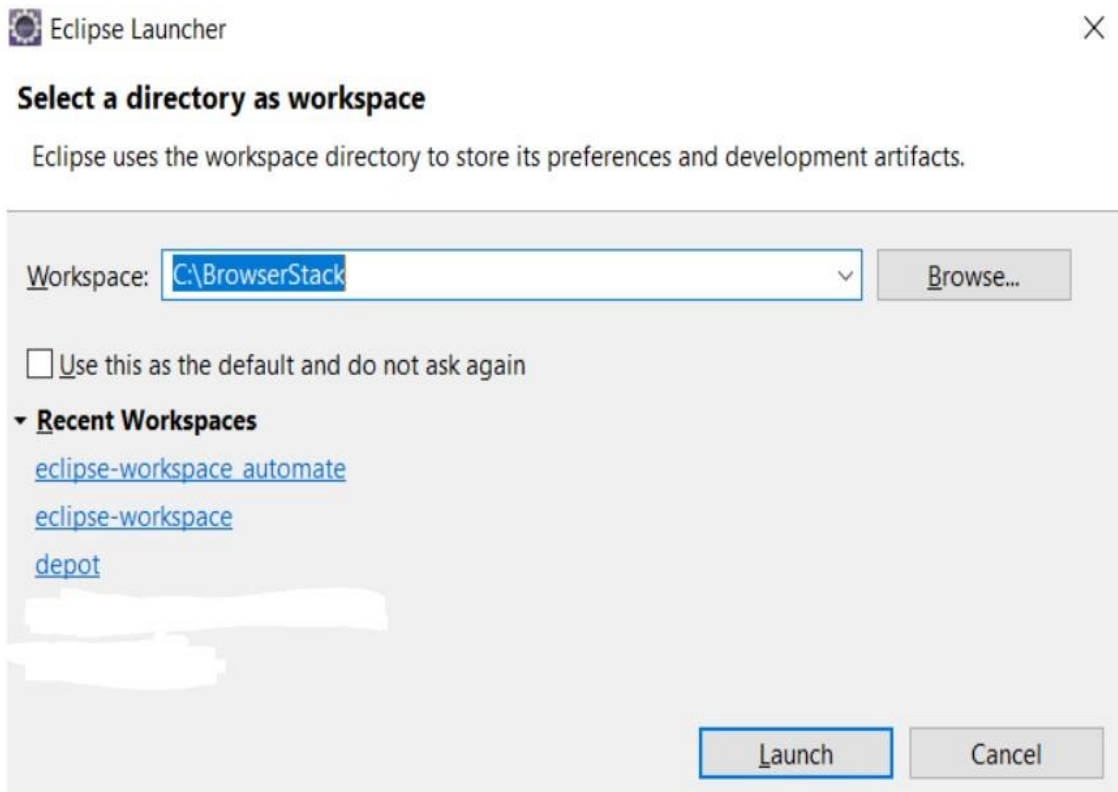 Eclipse Launcher
Select a directory as workspace
Eclipse uses the workspace directory to store its preferences and development artifacts.
Workspace: C:\BrowserStack Browse...
Use this as the default and do not ask again
Recent Workspaces
eclipse-workspace automate
eclipse-workspace
depot
Launch Cancel